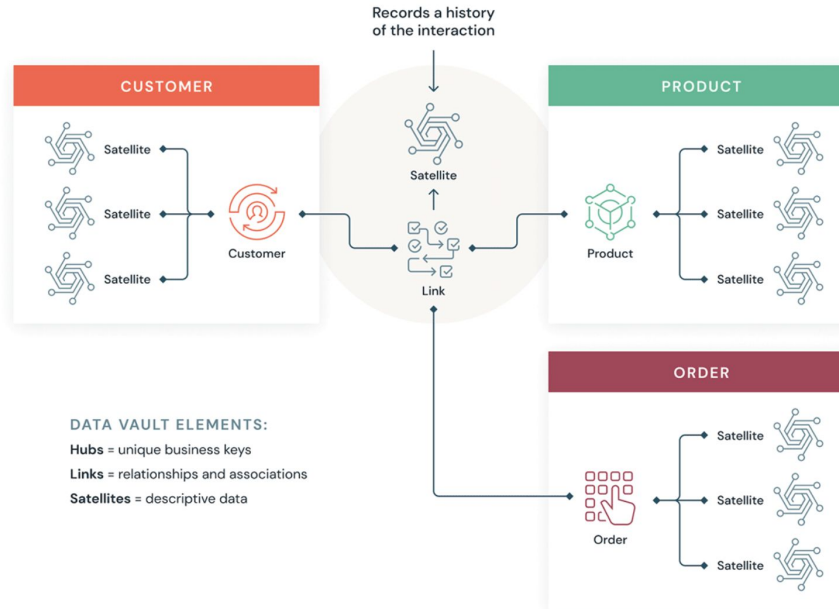 Records a history
of the interaction
CUSTOMER
Satellite
Satellite
Satellite
Customer
Satellite
Link
PRODUCT
Satellite
Satellite
Satellite
Product
ORDER
Satellite
Satellite
Satellite
Order
DATA VAULT ELEMENTS:
Hubs = unique business keys
Links = relationships and associations
Satellites = descriptive data